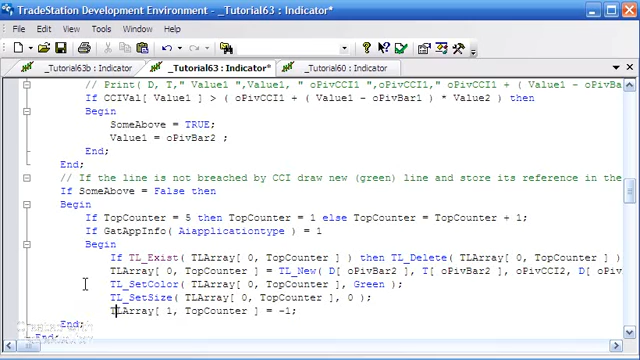 TradeStation Development Environment - _Tutorial63 : Indicator*
File Edit View Tools Window Help
_Tutorial63b : Indicator _Tutorial63 : Indicator* _Tutorial60 : Indicator
// Print( D, T," Value1 ",Value1, " oPivCCI1 ",oPivCCI1," oPivCCI1 + ( Value1 - oPivBar1 )
If CCIVal[ Value1 ] > ( oPivCCI1 + ( Value1 - oPivBar1 ) * Value2 ) then
Begin
SomeAbove = TRUE;
Value1 = oPivBar2 ;
End;
End;
// If the line is not breached by CCI draw new (green) line and store its reference in the
If SomeAbove = False then
Begin
If TopCounter = 5 then TopCounter = 1 else TopCounter = TopCounter + 1;
If GatAppInfo( Aiapplicationtype ) = 1
Begin
If TL_Exist( TLArray[ 0, TopCounter ] ) then TL_Delete( TLArray[ 0, TopCounter ] )
TLArray[ 0, TopCounter ] = TL_New( D[ oPivBar2 ], T[ oPivBar2 ], oPivCCI2, D[ oPivBar1
TL_SetColor( TLArray[ 0, TopCounter ], Green );
TL_SetSize( TLArray[ 0, TopCounter ], 0 );
TLArray[ 1, TopCounter ] = -1;
End;
End;